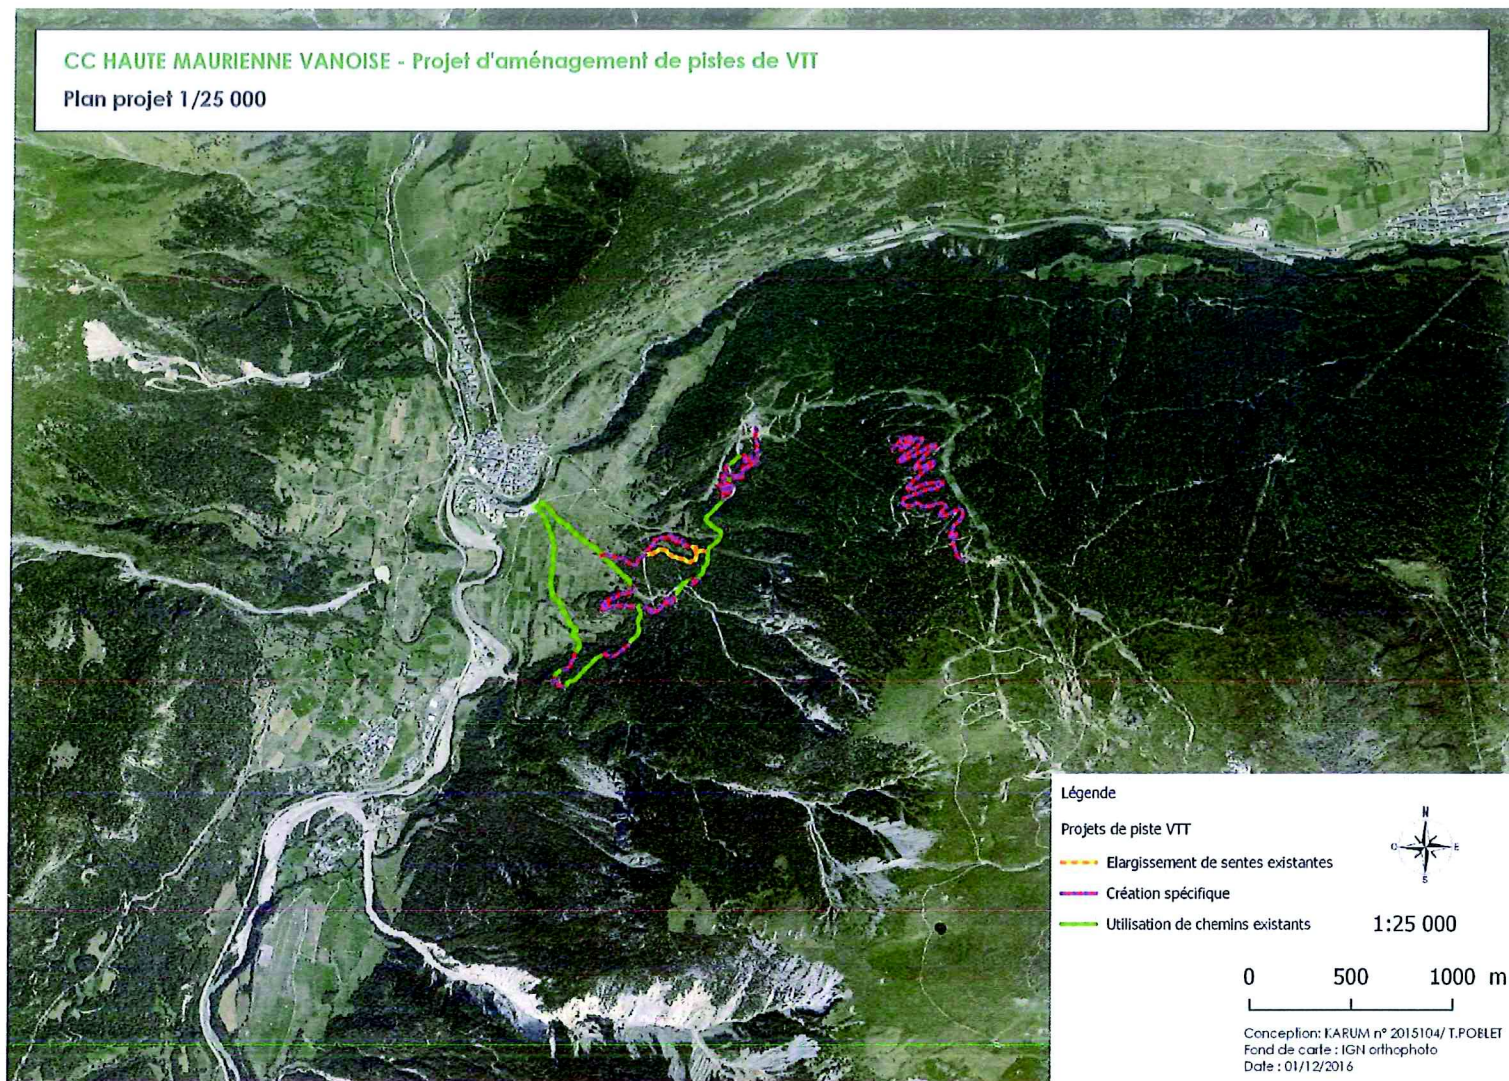 CC HAUTE MAURIENNE VANOISE - Projet d'aménagement de pistes de VTT
Plan projet 1/25 000
Légende
Projets de piste VTT
Elargissement de sentes existantes
Création spécifique
Utilisation de chemins existants
N
O
E
S
1:25 000
0 500 1000 m
Conception: KARUM n° 2015104/ T.POBLET
Fond de carte : IGN orthophoto
Date : 01/12/2016